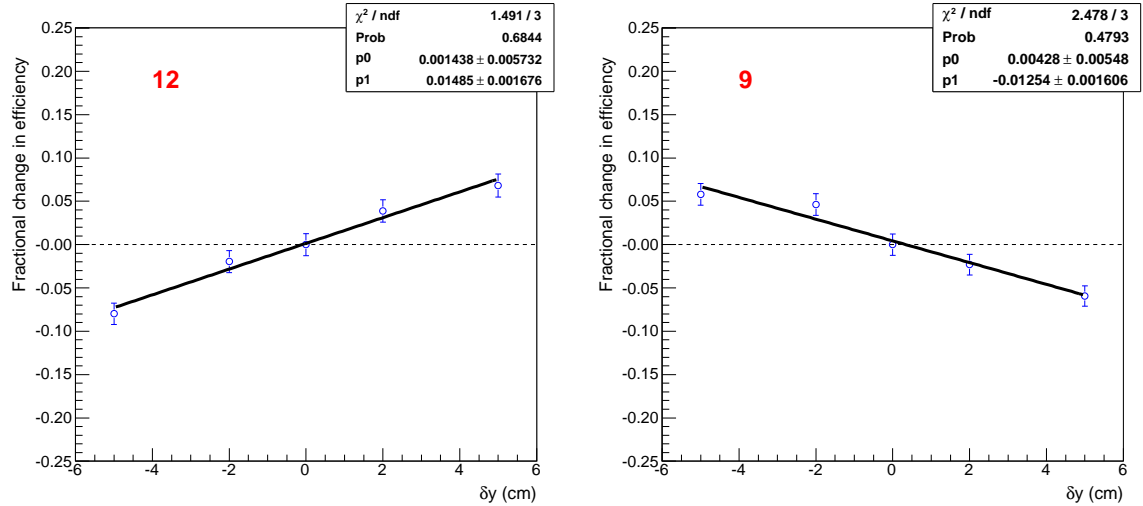 χ² / ndf 1.491 / 3
Prob 0.6844
p0 0.001438 ± 0.005732
p1 0.01485 ± 0.001676
12
Fractional change in efficiency
0.25
0.20
0.15
0.10
0.05
-0.00
-0.05
-0.10
-0.15
-0.20
-0.25
-6 -4 -2 0 2 4 6
δy (cm)
χ² / ndf 2.478 / 3
Prob 0.4793
p0 0.00428 ± 0.00548
p1 -0.01254 ± 0.001606
9
Fractional change in efficiency
0.25
0.20
0.15
0.10
0.05
-0.00
-0.05
-0.10
-0.15
-0.20
-0.25
-6 -4 -2 0 2 4 6
δy (cm)